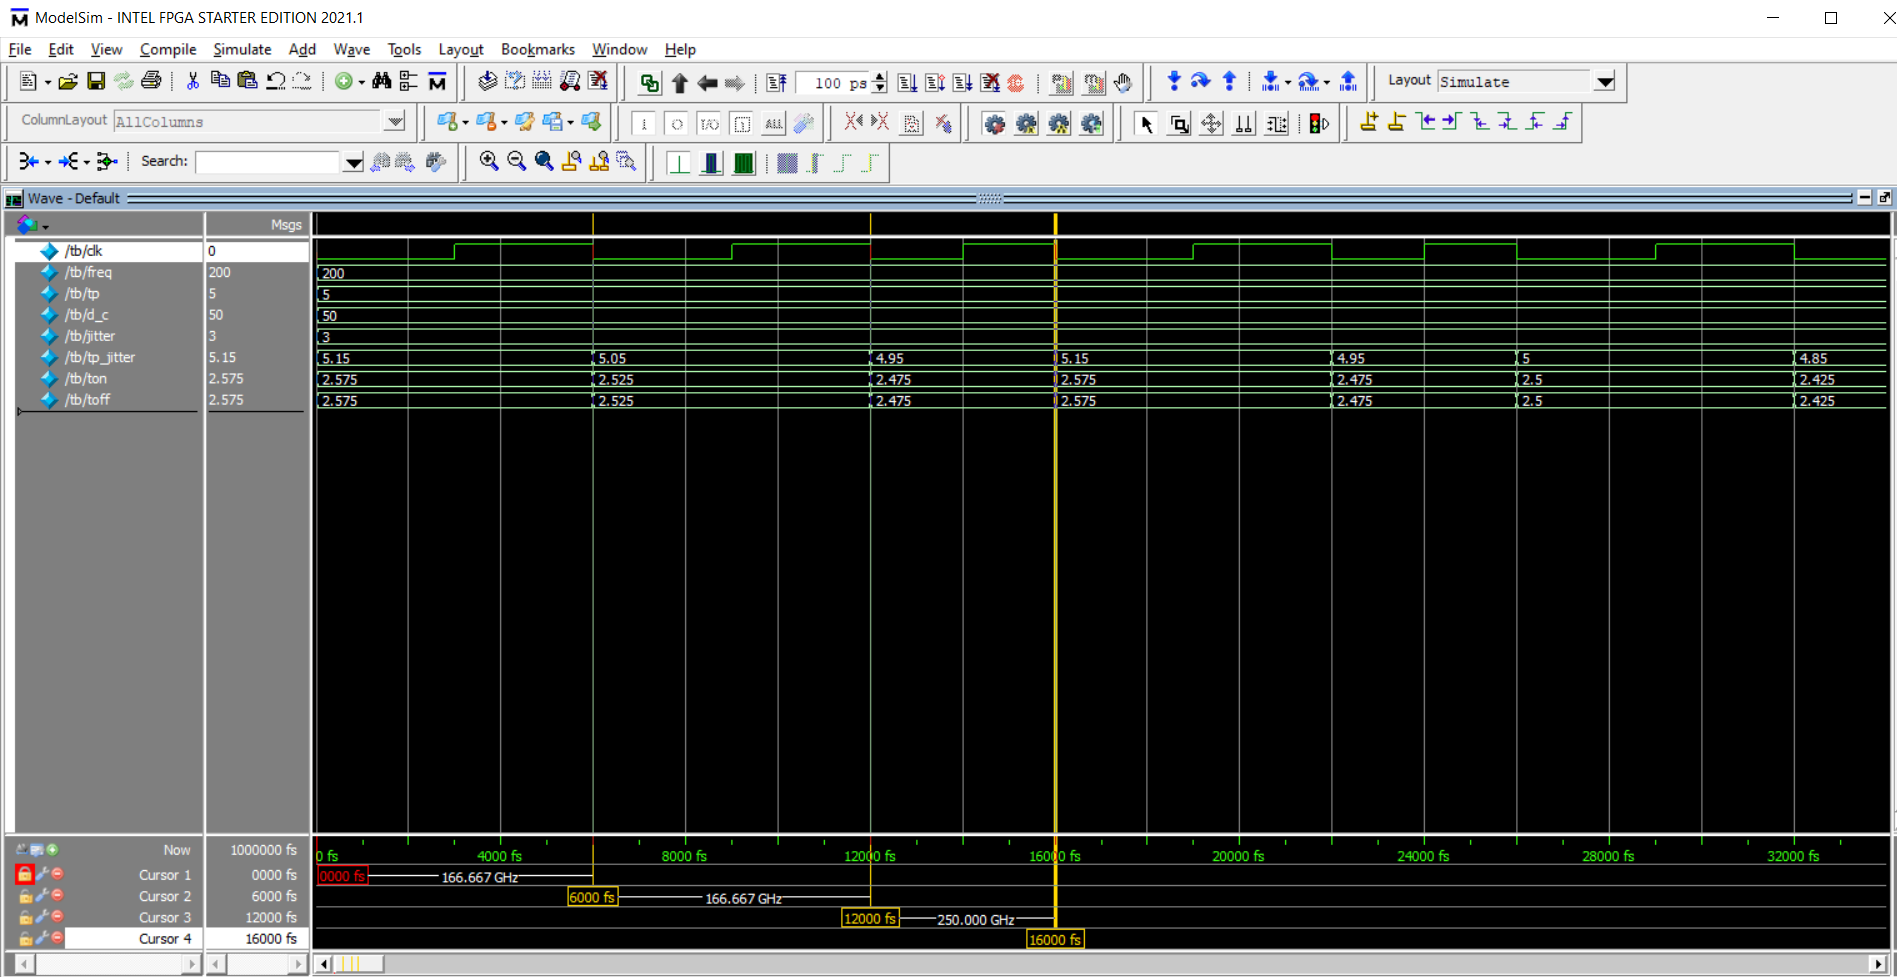 ModelSim - INTEL FPGA STARTER EDITION 2021.1
File Edit View Compile Simulate Add Wave Tools Layout Bookmarks Window Help
100 ps
Layout Simulate
ColumnLayout AllColumns
Search:
Wave - Default
Msgs
/tb/clk 0
/tb/freq 200 200
/tb/tp 5 5
/tb/d_c 50 50
/tb/jitter 3 3
/tb/tp_jitter 5.15 5.15 5.05 4.95 5.15 4.95 5 4.85
/tb/ton 2.575 2.575 2.525 2.475 2.575 2.475 2.5 2.425
/tb/toff 2.575 2.575 2.525 2.475 2.575 2.475 2.5 2.425
Now 1000000 fs 0 fs 4000 fs 8000 fs 12000 fs 16000 fs 20000 fs 24000 fs 28000 fs 32000 fs
Cursor 1 0000 fs 0000 fs 166.667 GHz
Cursor 2 6000 fs 6000 fs 166.667 GHz
Cursor 3 12000 fs 12000 fs 250.000 GHz
Cursor 4 16000 fs 16000 fs